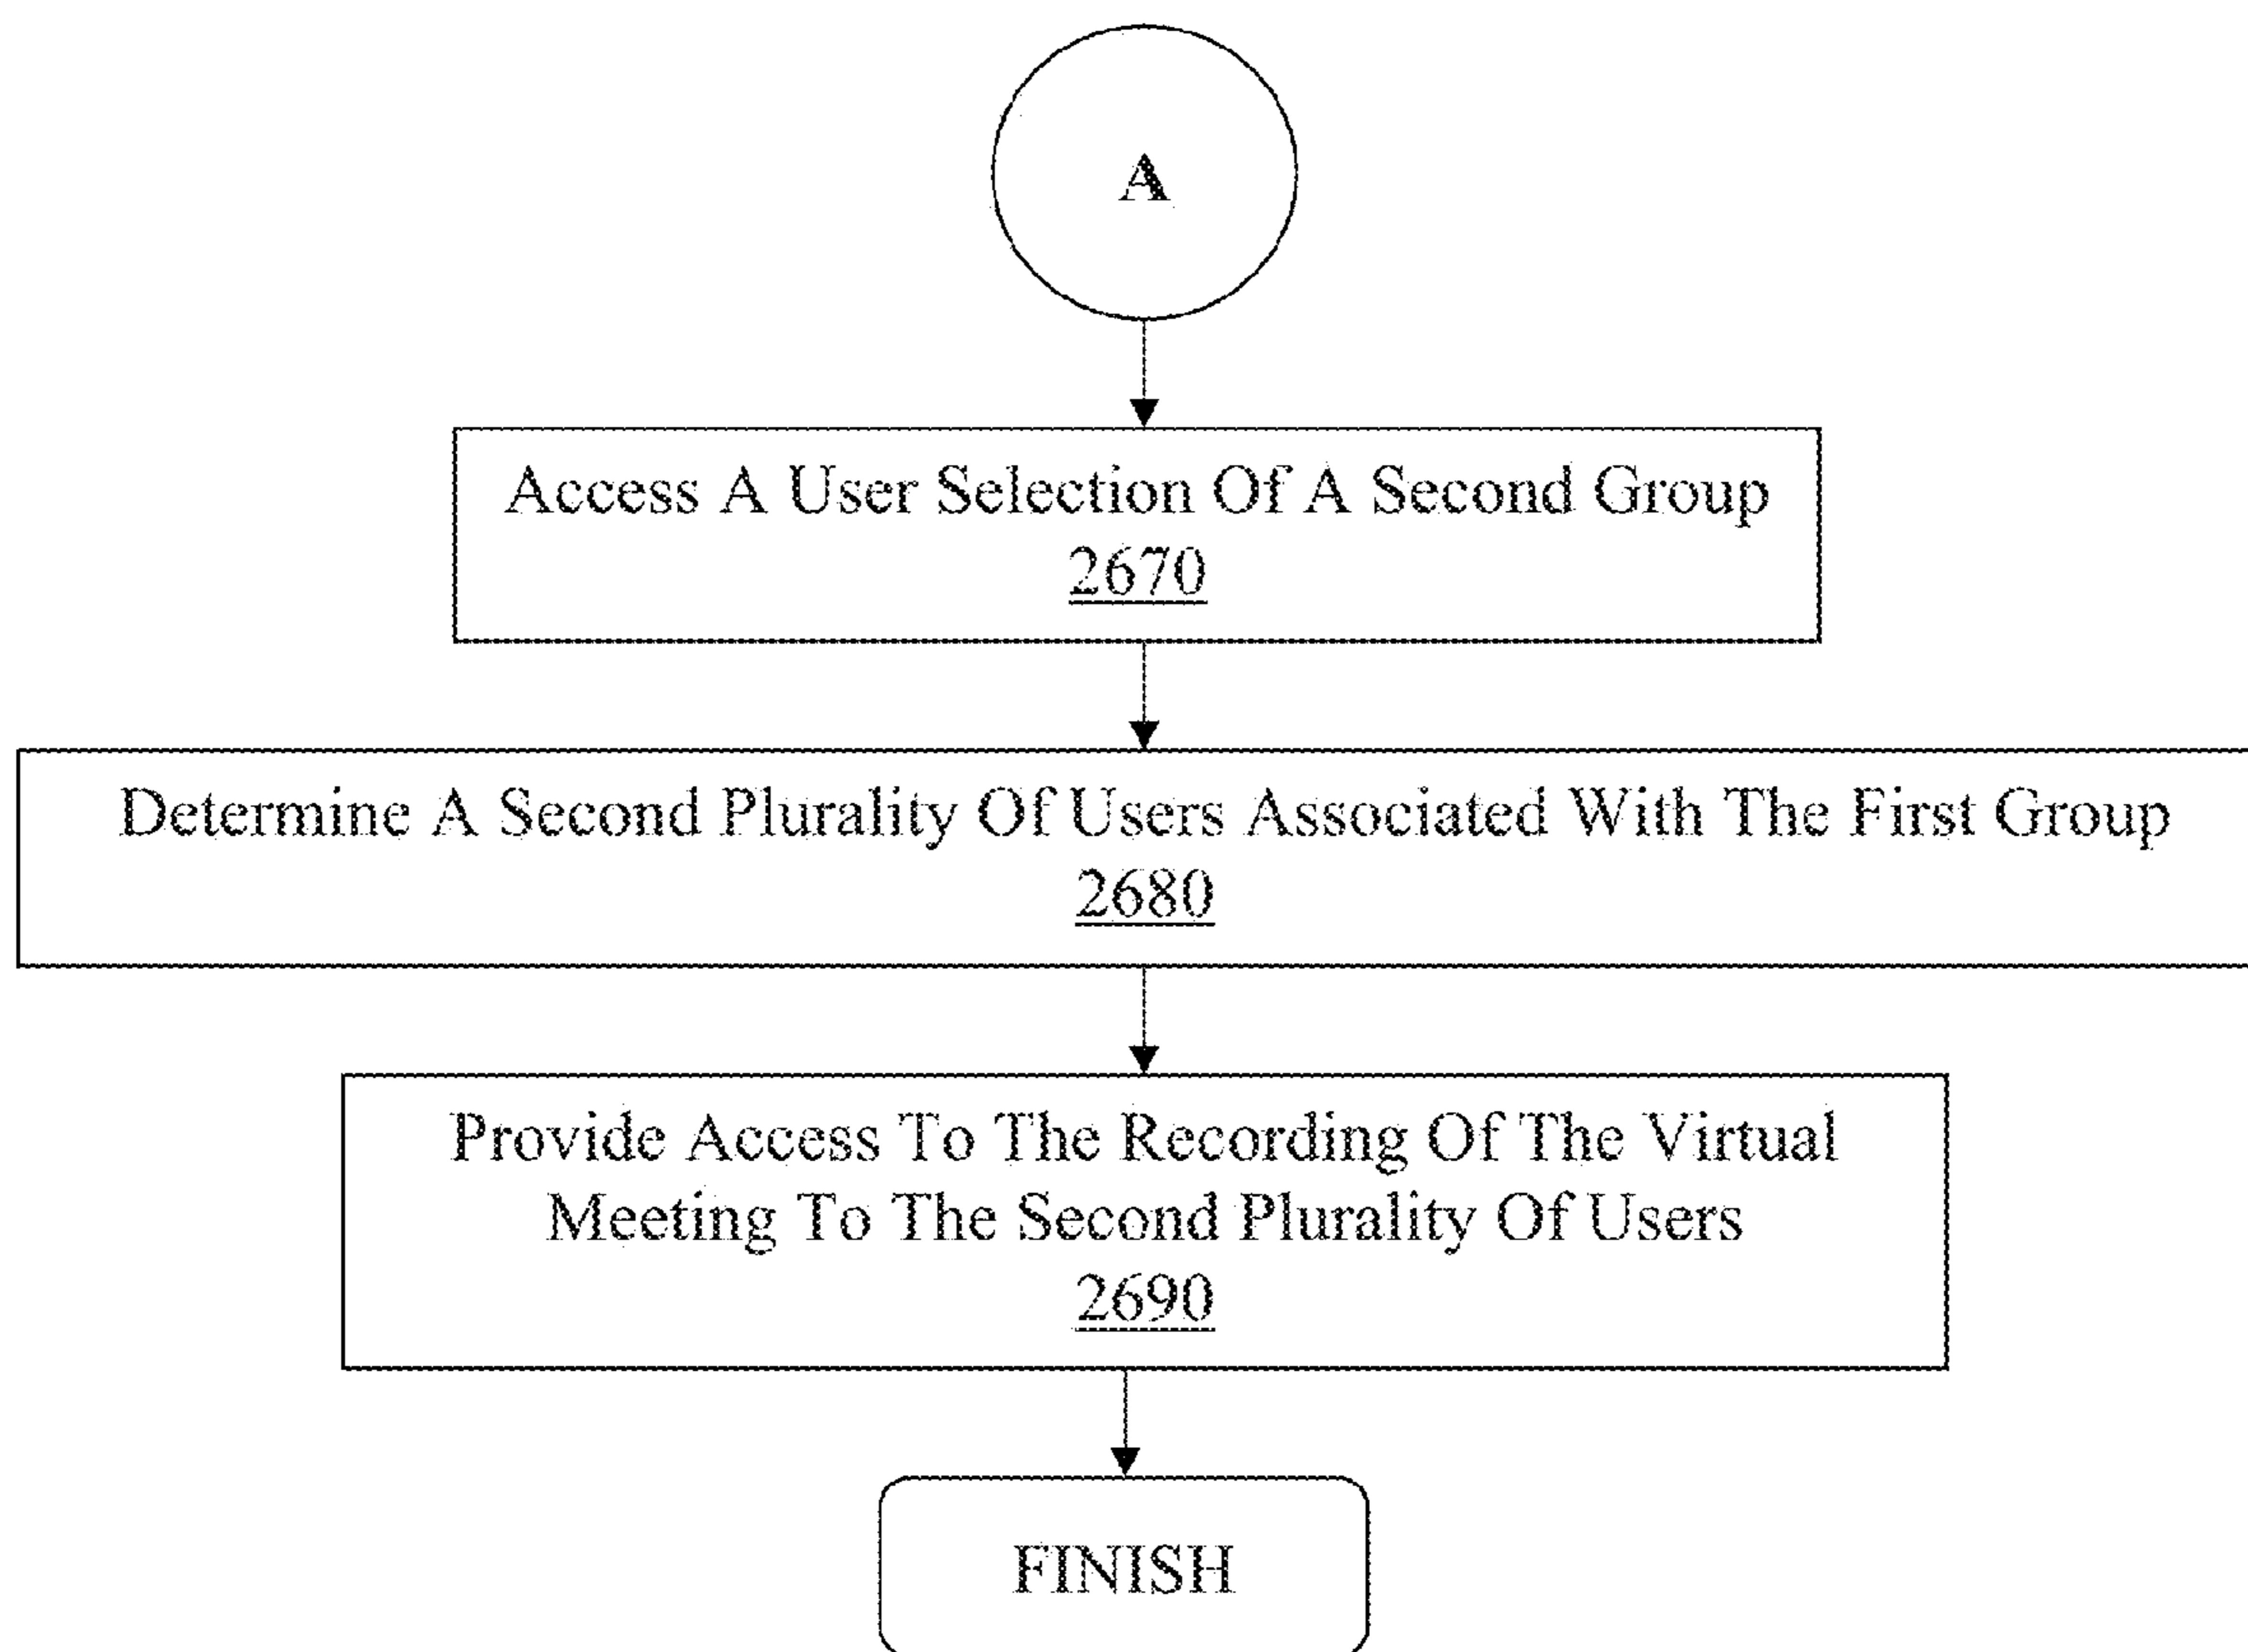 A
Access A User Selection Of A Second Group
2670
Determine A Second Plurality Of Users Associated With The First Group
2680
Provide Access To The Recording Of The Virtual
Meeting To The Second Plurality Of Users
2690
FINISH